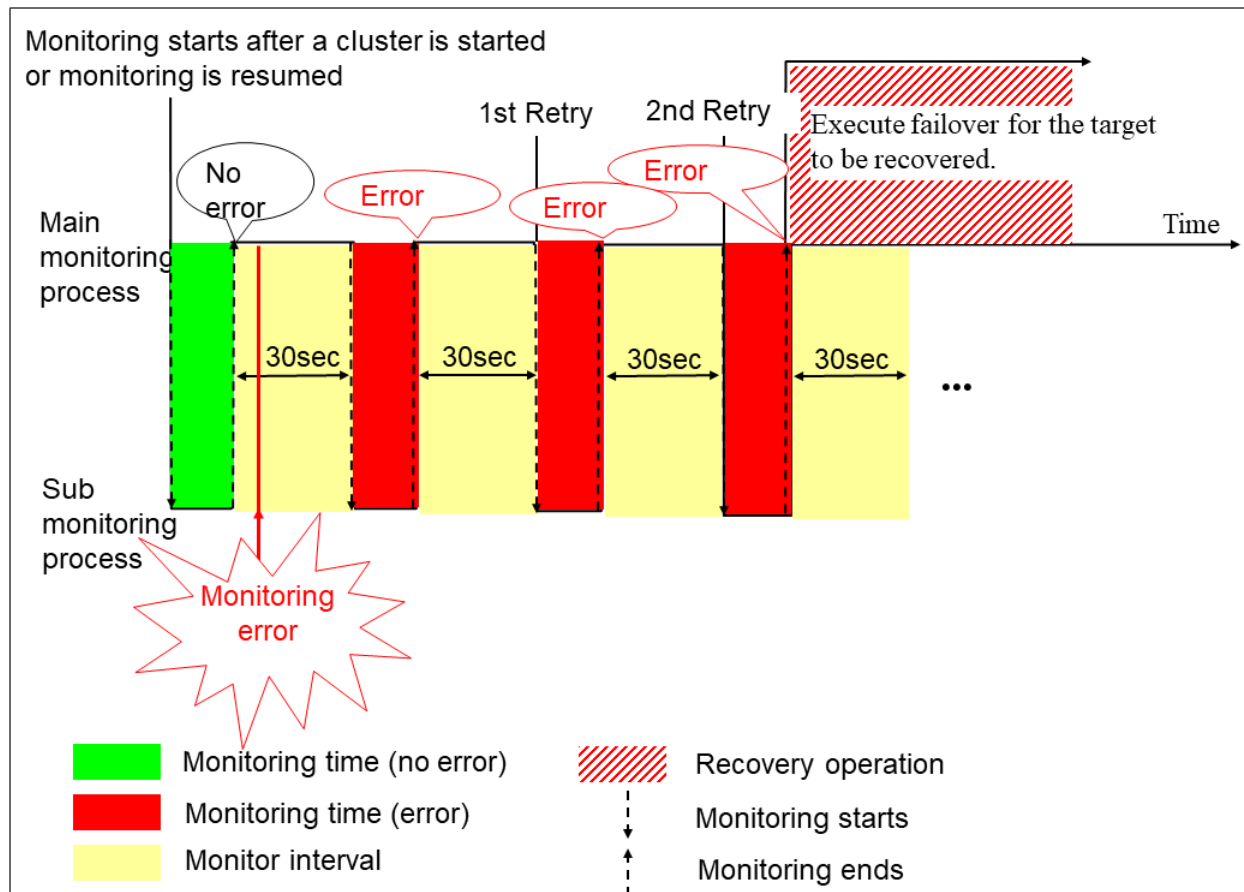 Monitoring starts after a cluster is started
or monitoring is resumed
1st Retry
2nd Retry
Execute failover for the target
to be recovered.
No
error
Error
Error
Error
Time
Main
monitoring
process
30sec
30sec
30sec
30sec
...
Sub
monitoring
process
Monitoring
error
Monitoring time (no error)
Recovery operation
Monitoring time (error)
Monitoring starts
Monitor interval
Monitoring ends